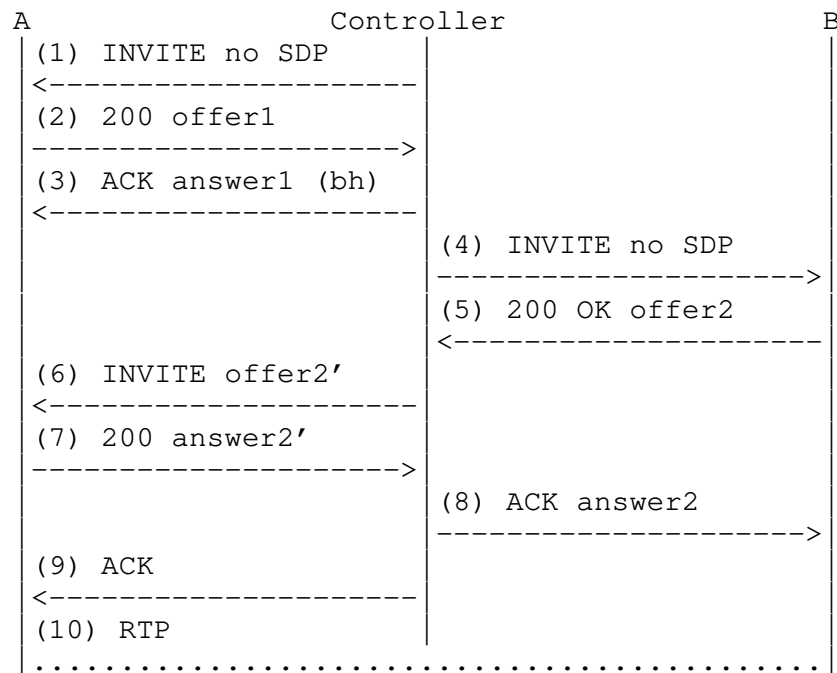 A Controller B
(1) INVITE no SDP
(2) 200 offer1
(3) ACK answer1 (bh)
(4) INVITE no SDP
(5) 200 OK offer2
(6) INVITE offer2′
(7) 200 answer2′
(8) ACK answer2
(9) ACK
(10) RTP